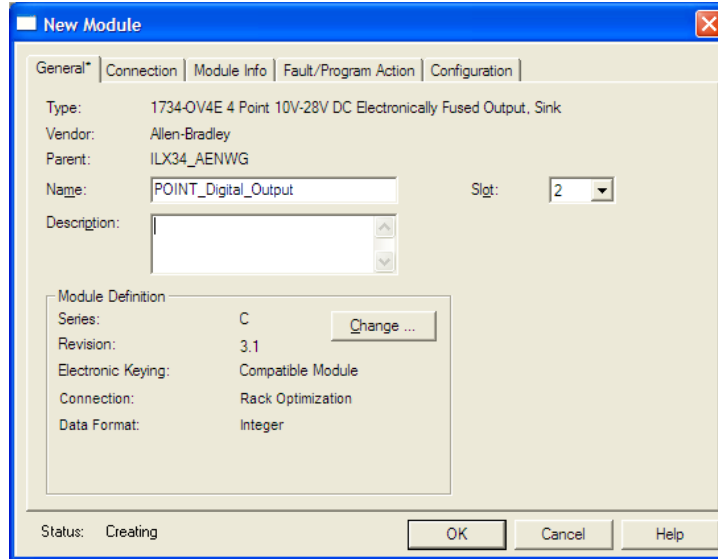 New Module
General* Connection Module Info Fault/Program Action Configuration
Type: 1734-OV4E 4 Point 10V-28V DC Electronically Fused Output, Sink
Vendor: Allen-Bradley
Parent: ILX34_AENWG
Name: POINT_Digital_Output Slot: 2
Description:
Module Definition
Series: C Change ...
Revision: 3.1
Electronic Keying: Compatible Module
Connection: Rack Optimization
Data Format: Integer
Status: Creating OK Cancel Help